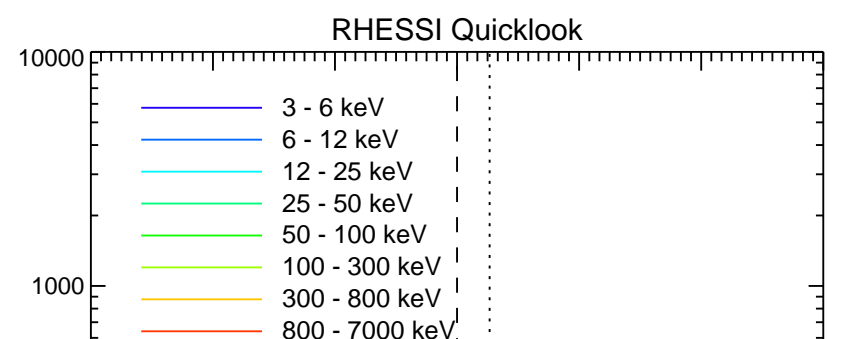 RHESSI Quicklook
10000
3 - 6 keV
6 - 12 keV
12 - 25 keV
25 - 50 keV
50 - 100 keV
100 - 300 keV
1000
300 - 800 keV
800 - 7000 keV